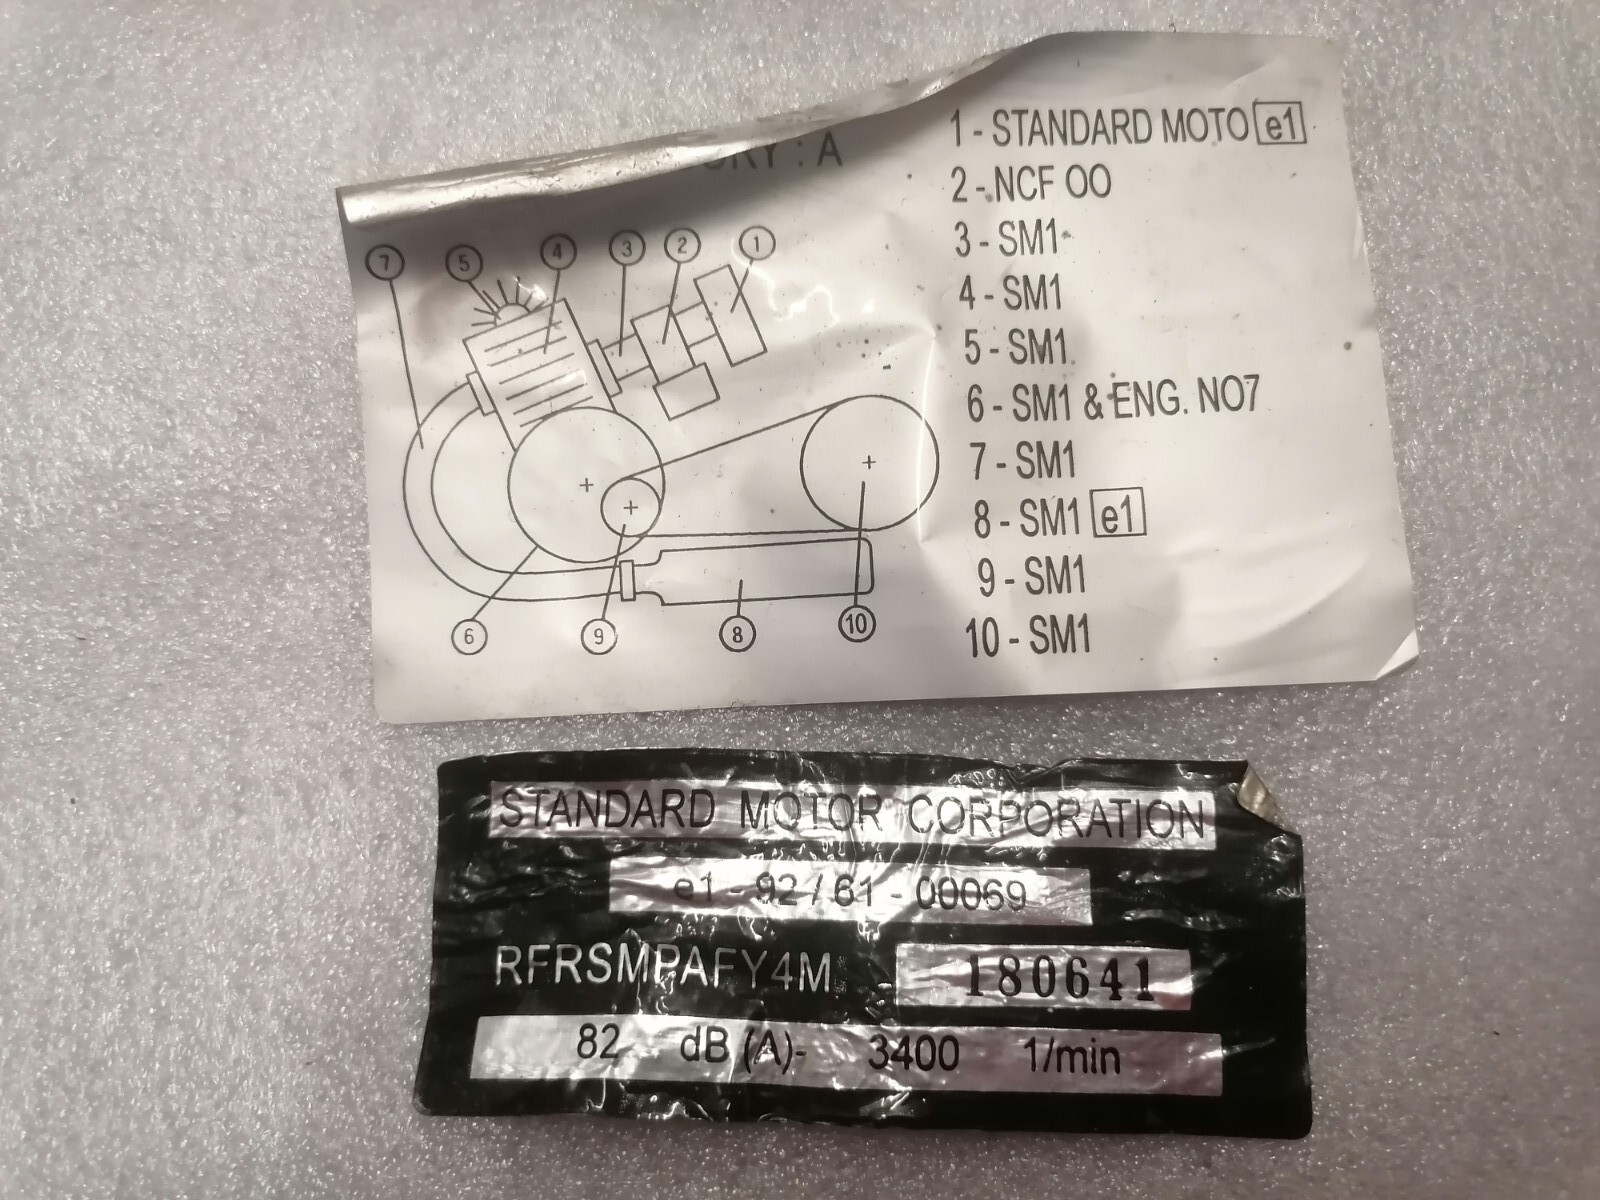 : A
1 - STANDARD MOTO e1
2 - NCF OO
3 - SM1
4 - SM1
5 - SM1
6 - SM1 & ENG. NO7
7 - SM1
8 - SM1 e1
9 - SM1
10 - SM1
7 5 4 3 2 1
6 9 8 10
STANDARD MOTOR CORPORATION
e1 - 92 / 61 - 00069
RFRSMPAFY4M 180641
82 dB (A)- 3400 1/min